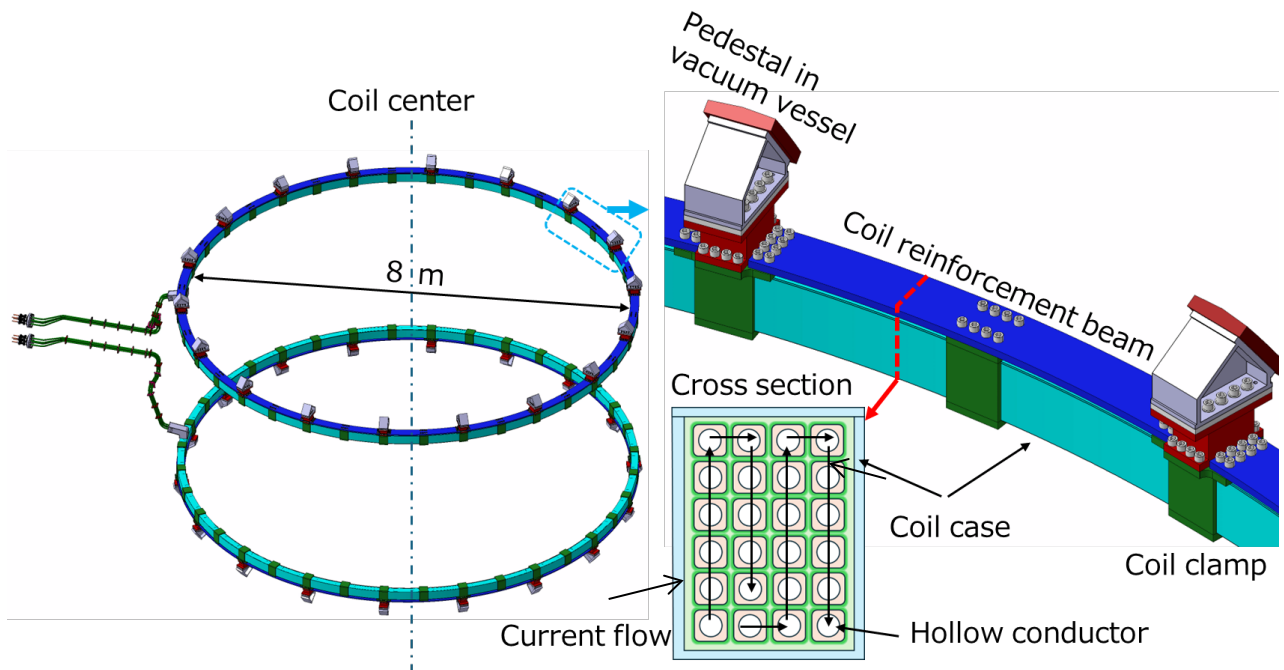 Coil center
8 m
Pedestal in
vacuum vessel
Coil reinforcement beam
Cross section
Coil case
Coil clamp
Current flow
Hollow conductor